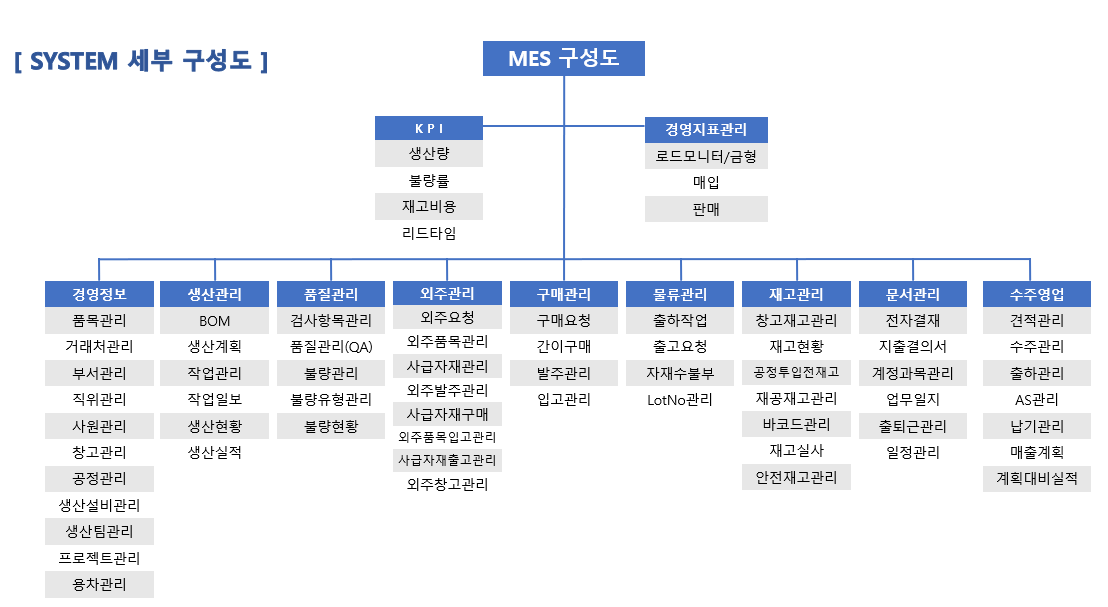 [ SYSTEM 세부 구성도 ]
MES 구성도
K P I
생산량
불량률
재고비용
리드타임
경영지표관리
로드모니터/금형
매입
판매
경영정보
품목관리
거래처관리
부서관리
직위관리
사원관리
창고관리
공정관리
생산설비관리
생산팀관리
프로젝트관리
용차관리
생산관리
BOM
생산계획
작업관리
작업일보
생산현황
생산실적
품질관리
검사항목관리
품질관리(QA)
불량관리
불량유형관리
불량현황
외주관리
외주요청
외주품목관리
사급자재관리
외주발주관리
사급자재구매
외주품목입고관리
사급자재출고관리
외주창고관리
구매관리
구매요청
간이구매
발주관리
입고관리
물류관리
출하작업
출고요청
자재수불부
LotNo관리
재고관리
창고재고관리
재고현황
공정투입전재고
재공재고관리
바코드관리
재고실사
안전재고관리
문서관리
전자결재
지출결의서
계정과목관리
업무일지
출퇴근관리
일정관리
수주영업
견적관리
수주관리
출하관리
AS관리
납기관리
매출계획
계획대비실적